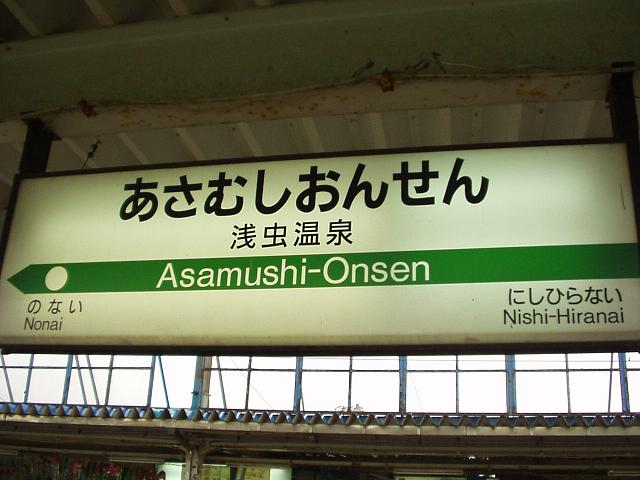 あさむしおんせん
浅虫温泉
Asamushi-Onsen
のない
Nonai
にしひらない
Nishi-Hiranai